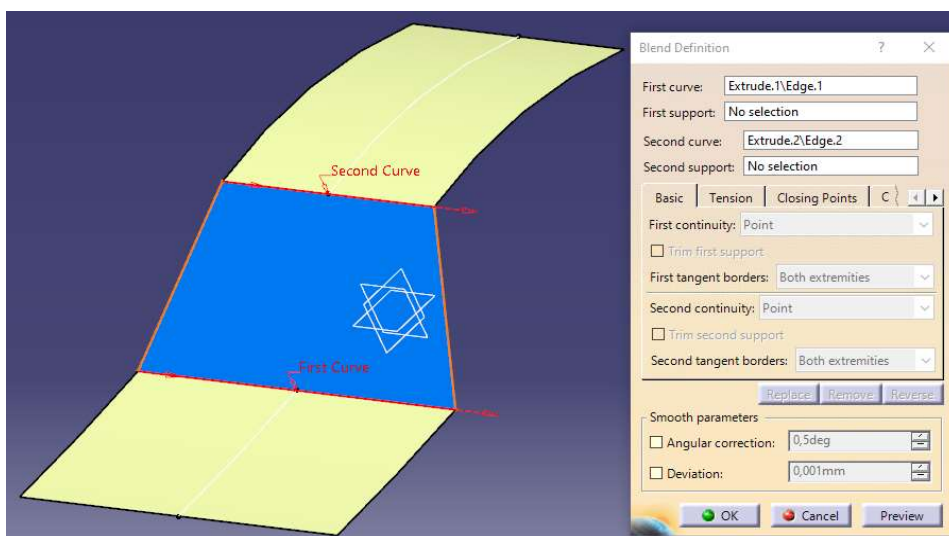 Second Curve
First Curve
Blend Definition ? ×
First curve: Extrude.1\Edge.1
First support: No selection
Second curve: Extrude.2\Edge.2
Second support: No selection
Basic Tension Closing Points C
First continuity: Point
Trim first support
First tangent borders: Both extremities
Second continuity: Point
Trim second support
Second tangent borders: Both extremities
Replace Remove Reverse
Smooth parameters
Angular correction: 0,5deg
Deviation: 0,001mm
OK Cancel Preview